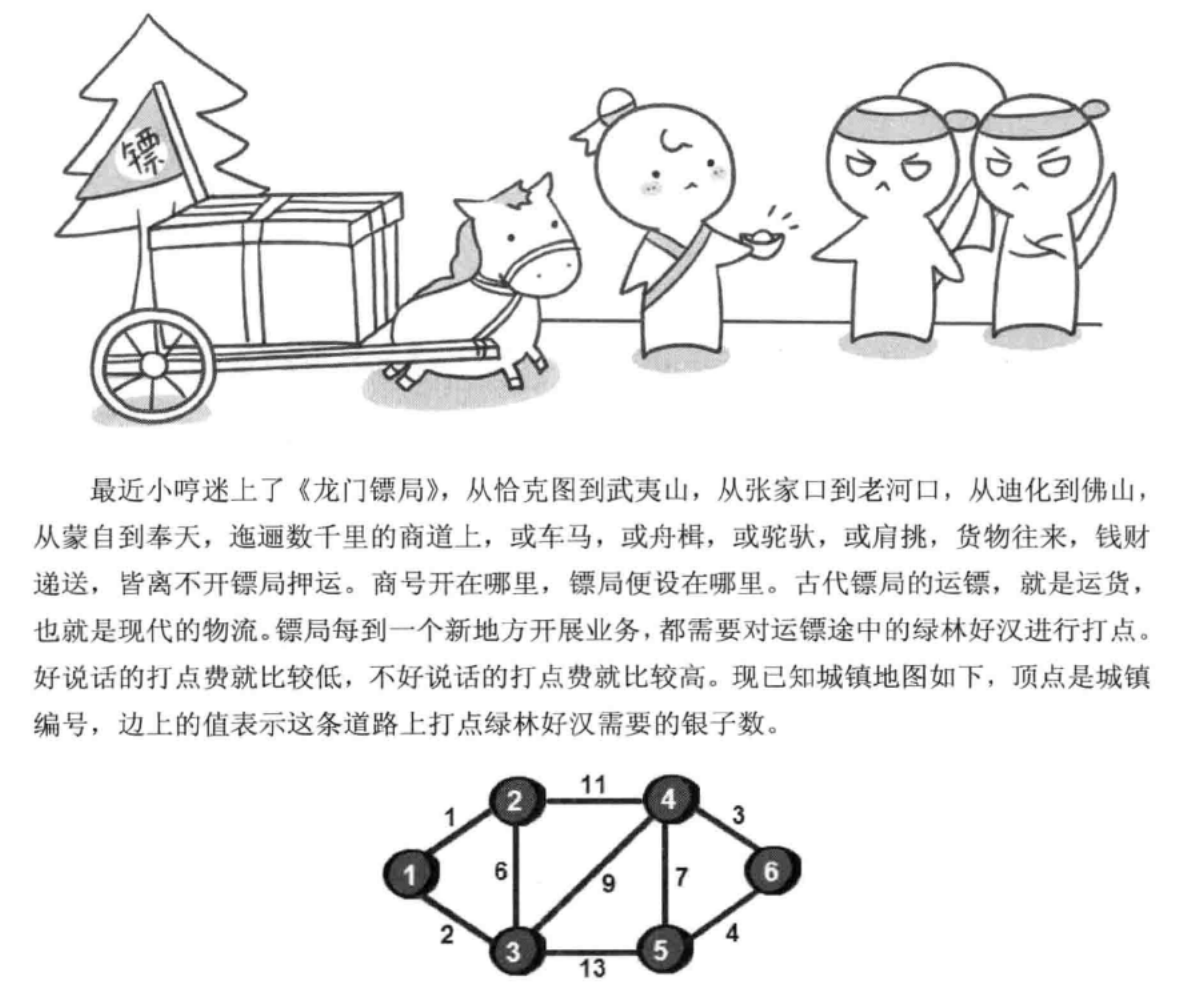 镖
最近小哼迷上了《龙门镖局》，从恰克图到武夷山，从张家口到老河口，从迪化到佛山，
从蒙自到奉天，迤逦数千里的商道上，或车马，或舟楫，或驼驮，或肩挑，货物往来，钱财
递送，皆离不开镖局押运。商号开在哪里，镖局便设在哪里。古代镖局的运镖，就是运货，
也就是现代的物流。镖局每到一个新地方开展业务，都需要对运镖途中的绿林好汉进行打点。
好说话的打点费就比较低，不好说话的打点费就比较高。现已知城镇地图如下，顶点是城镇
编号，边上的值表示这条道路上打点绿林好汉需要的银子数。
11
2 4
1 3
6 9 7
1 6
2 4
3 5
13